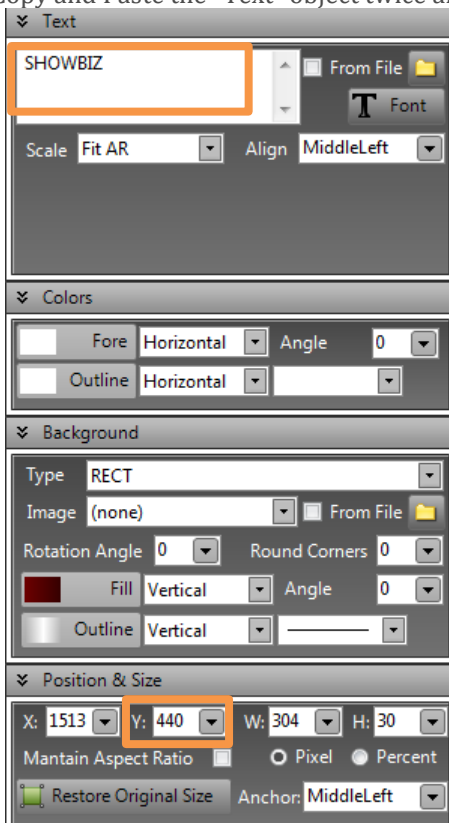 Copy and Paste the "Text" object twice a
Text
SHOWBIZ
From File
T Font
Scale Fit AR Align MiddleLeft
Colors
Fore Horizontal Angle 0
Outline Horizontal
Background
Type RECT
Image (none) From File
Rotation Angle 0 Round Corners 0
Fill Vertical Angle 0
Outline Vertical
Position & Size
X: 1513 Y: 440 W: 304 H: 30
Mantain Aspect Ratio Pixel Percent
Restore Original Size Anchor: MiddleLeft